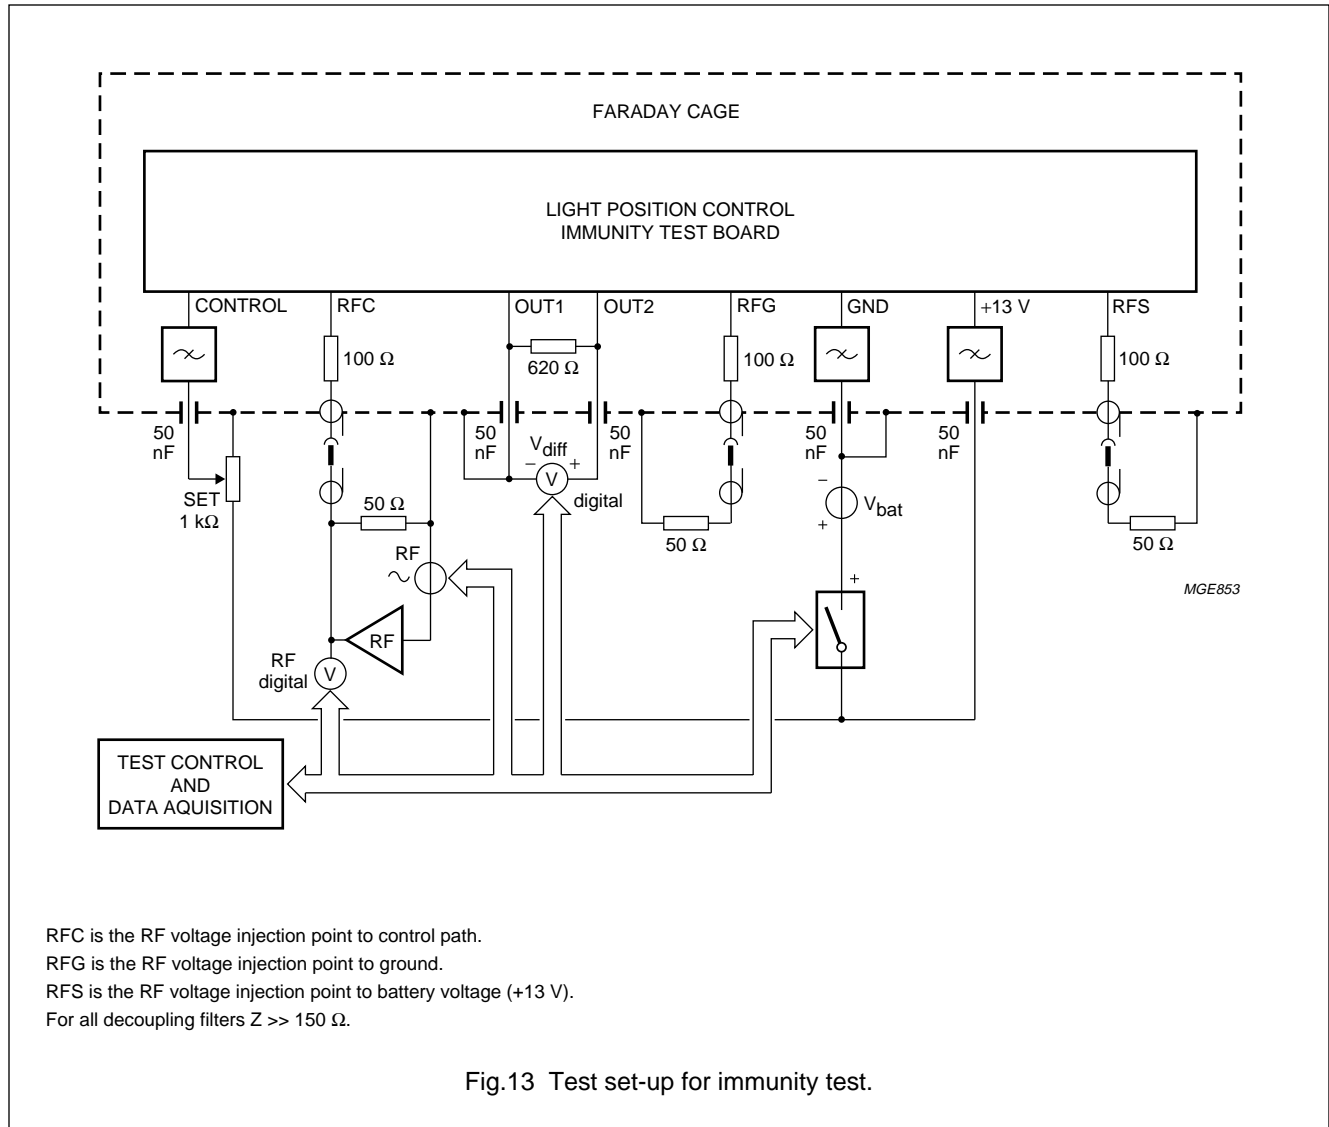 FARADAY CAGE
LIGHT POSITION CONTROL
IMMUNITY TEST BOARD
CONTROL
RFC
OUT1
OUT2
RFG
GND
+13 V
RFS
100 Ω
620 Ω
100 Ω
100 Ω
50
nF
50
nF
50
nF
50
nF
50
nF
Vdiff
− +
V
digital
SET
1 kΩ
50 Ω
50 Ω
−
Vbat
+
50 Ω
RF
+
MGE853
RF
RF
digital
V
TEST CONTROL
AND
DATA AQUISITION
RFC is the RF voltage injection point to control path.
RFG is the RF voltage injection point to ground.
RFS is the RF voltage injection point to battery voltage (+13 V).
For all decoupling filters Z >> 150 Ω.
Fig.13 Test set-up for immunity test.